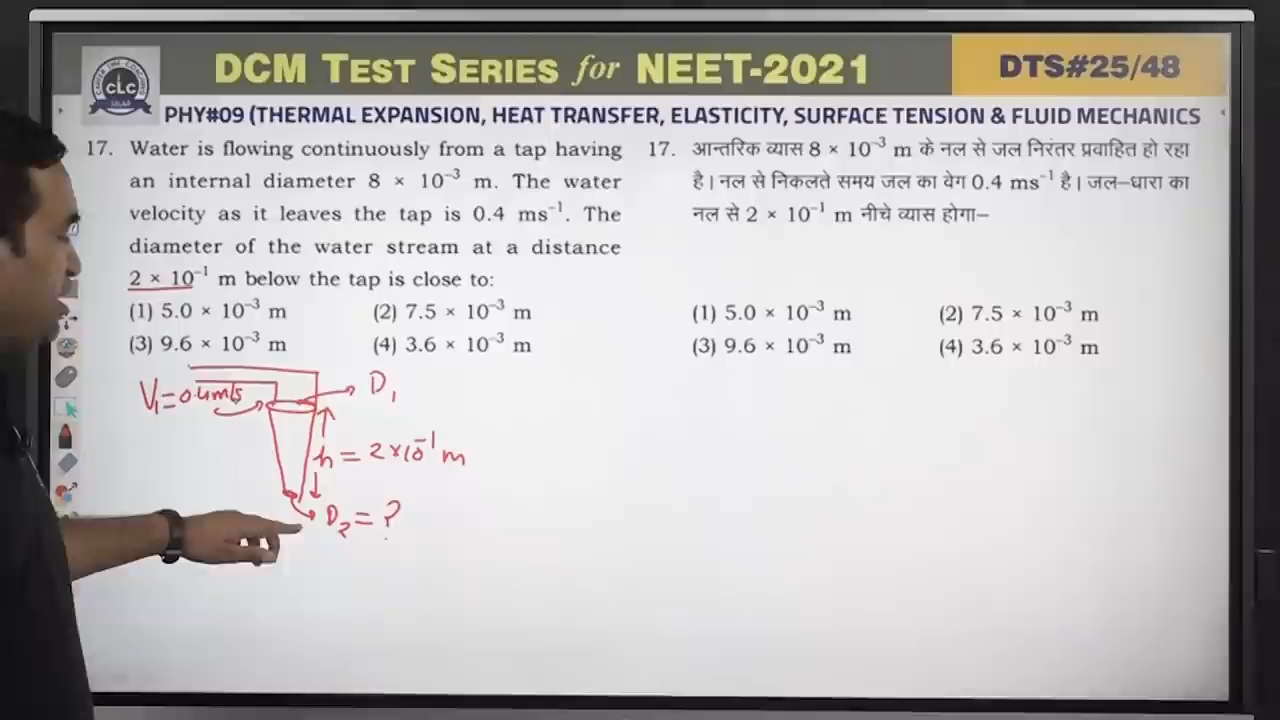 DCM TEST SERIES for NEET-2021
DTS#25/48
CLC
PHY#09 (THERMAL EXPANSION, HEAT TRANSFER, ELASTICITY, SURFACE TENSION & FLUID MECHANICS
17. Water is flowing continuously from a tap having
an internal diameter 8 × 10⁻³ m. The water
velocity as it leaves the tap is 0.4 ms⁻¹. The
diameter of the water stream at a distance
2 × 10⁻¹ m below the tap is close to:
(1) 5.0 × 10⁻³ m (2) 7.5 × 10⁻³ m
(3) 9.6 × 10⁻³ m (4) 3.6 × 10⁻³ m
17. आन्तरिक व्यास 8 × 10⁻³ m के नल से जल निरंतर प्रवाहित हो रहा
है। नल से निकलते समय जल का वेग 0.4 ms⁻¹ है। जल–धारा का
नल से 2 × 10⁻¹ m नीचे व्यास होगा–
(1) 5.0 × 10⁻³ m (2) 7.5 × 10⁻³ m
(3) 9.6 × 10⁻³ m (4) 3.6 × 10⁻³ m
V₁=0.4m/s
D₁
h = 2×10⁻¹ m
D₂ = ?